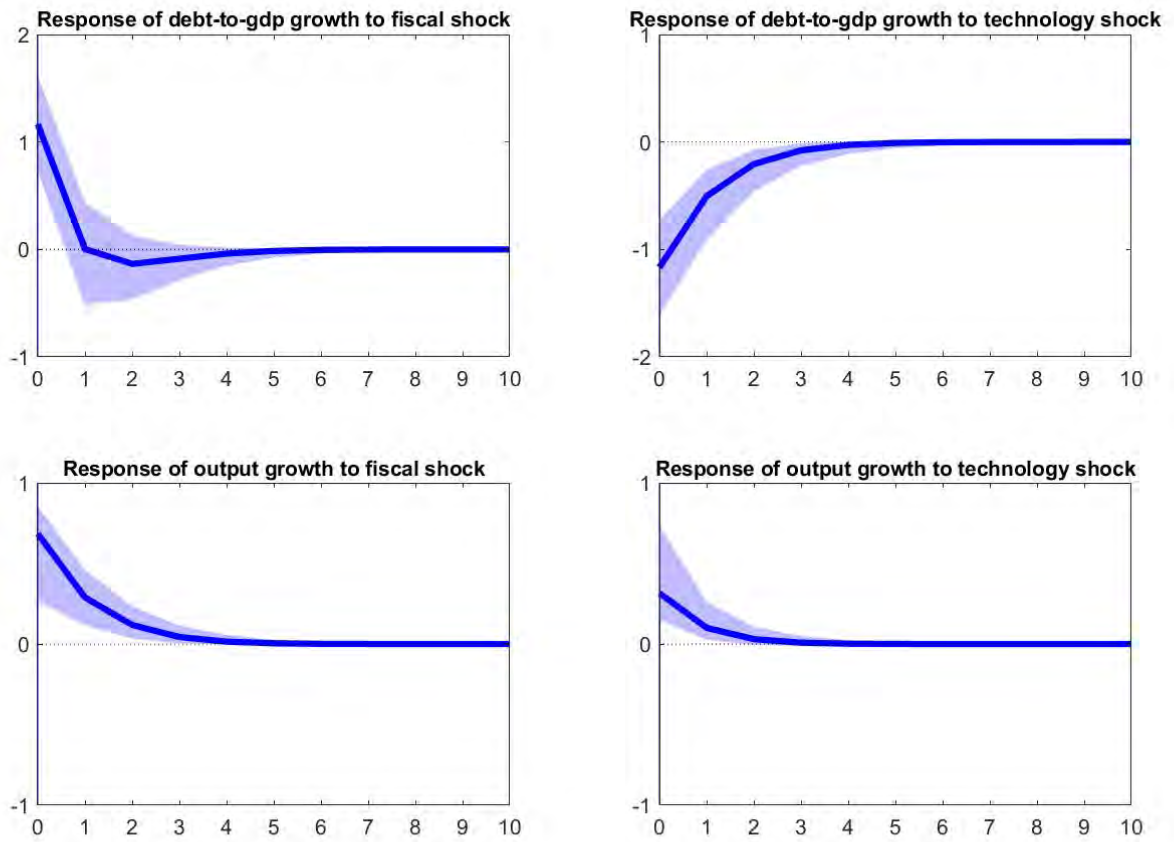 Response of debt-to-gdp growth to fiscal shock
2
1
0
-1
0 1 2 3 4 5 6 7 8 9 10
Response of debt-to-gdp growth to technology shock
1
0
-1
-2
0 1 2 3 4 5 6 7 8 9 10
Response of output growth to fiscal shock
1
0
-1
0 1 2 3 4 5 6 7 8 9 10
Response of output growth to technology shock
1
0
-1
0 1 2 3 4 5 6 7 8 9 10